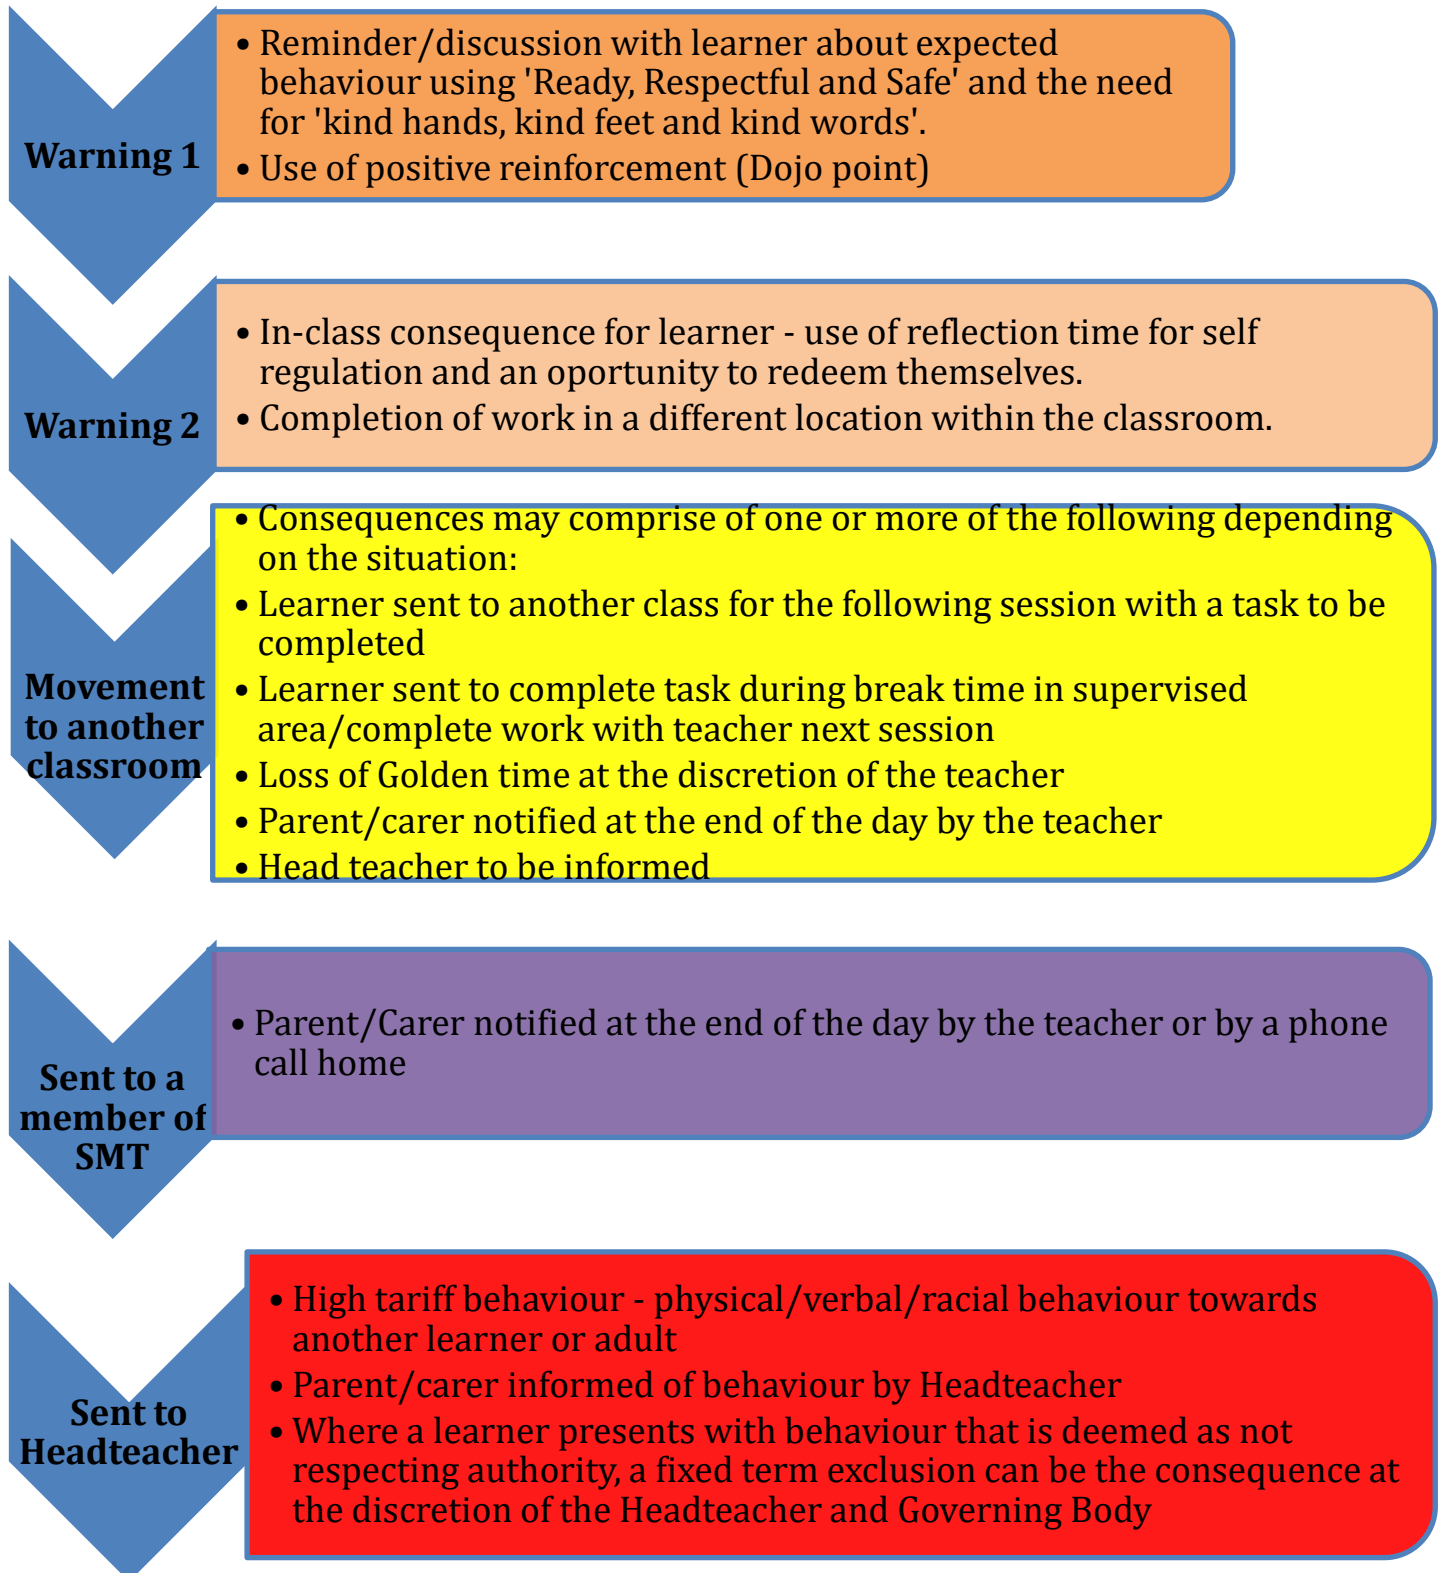 Warning 1
• Reminder/discussion with learner about expected
behaviour using 'Ready, Respectful and Safe' and the need
for 'kind hands, kind feet and kind words'.
• Use of positive reinforcement (Dojo point)
Warning 2
• In-class consequence for learner - use of reflection time for self
regulation and an oportunity to redeem themselves.
• Completion of work in a different location within the classroom.
Movement
to another
classroom
• Consequences may comprise of one or more of the following depending
on the situation:
• Learner sent to another class for the following session with a task to be
completed
• Learner sent to complete task during break time in supervised
area/complete work with teacher next session
• Loss of Golden time at the discretion of the teacher
• Parent/carer notified at the end of the day by the teacher
• Head teacher to be informed
Sent to a
member of
SMT
• Parent/Carer notified at the end of the day by the teacher or by a phone
call home
Sent to
Headteacher
• High tariff behaviour - physical/verbal/racial behaviour towards
another learner or adult
• Parent/carer informed of behaviour by Headteacher
• Where a learner presents with behaviour that is deemed as not
respecting authority, a fixed term exclusion can be the consequence at
the discretion of the Headteacher and Governing Body